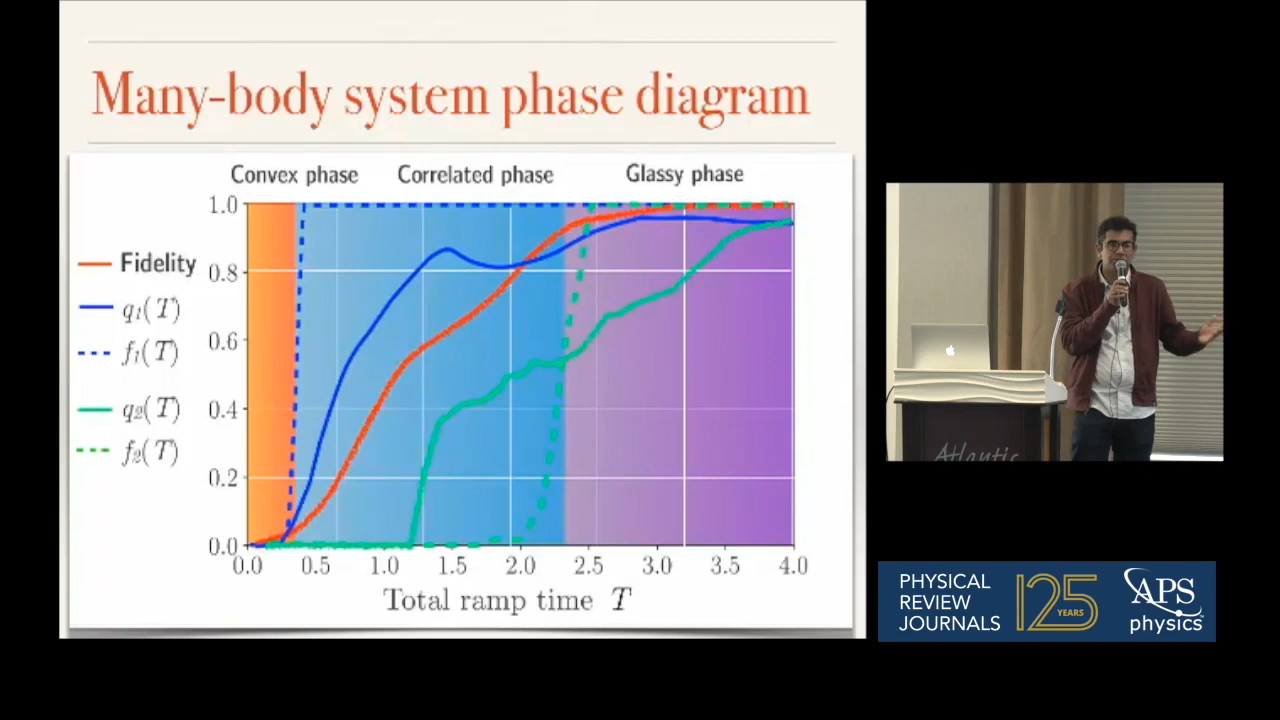 Many-body system phase diagram
Convex phase
Correlated phase
Glassy phase
Fidelity
q₁(T)
f₁(T)
q₂(T)
f₂(T)
1.0
0.8
0.6
0.4
0.2
0.0
0.0 0.5 1.0 1.5 2.0 2.5 3.0 3.5 4.0
Total ramp time T
Atlantic
PHYSICAL
REVIEW
JOURNALS
125
YEARS
APS
physics